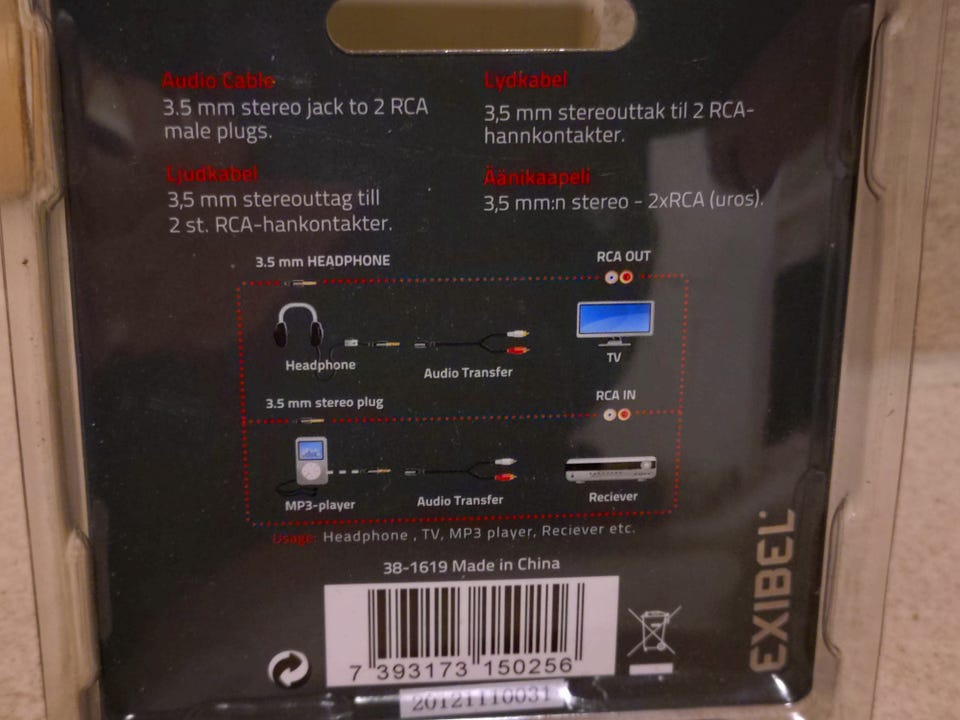 Audio Cable
3.5 mm stereo jack to 2 RCA
male plugs.
Lydkabel
3,5 mm stereouttak til 2 RCA-
hannkontakter.
Ljudkabel
3,5 mm stereouttag till
2 st. RCA-hankontakter.
Äänikaapeli
3,5 mm:n stereo - 2xRCA (uros).
3.5 mm HEADPHONE
RCA OUT
Headphone
Audio Transfer
TV
3.5 mm stereo plug
RCA IN
MP3-player
Audio Transfer
Reciever
Usage: Headphone , TV, MP3 player, Reciever etc.
38-1619 Made in China
7 393173 150256
20121110031
EXIBEL